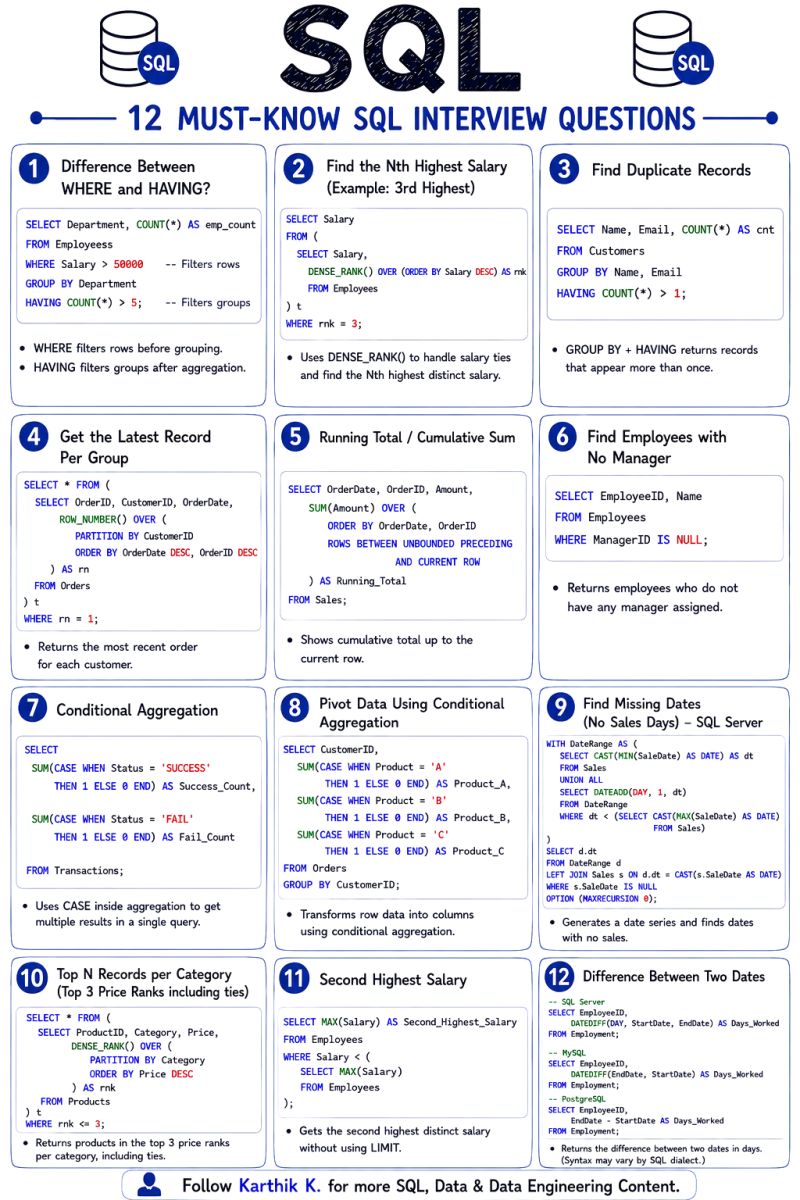 SQL
SQL
SQL
12 MUST-KNOW SQL INTERVIEW QUESTIONS
1
Difference Between
WHERE and HAVING?
SELECT Department, COUNT(*) AS emp_count
FROM Employeess
WHERE Salary > 50000 -- Filters rows
GROUP BY Department
HAVING COUNT(*) > 5; -- Filters groups
• WHERE filters rows before grouping.
• HAVING filters groups after aggregation.
2
Find the Nth Highest Salary
(Example: 3rd Highest)
SELECT Salary
FROM (
SELECT Salary,
DENSE_RANK() OVER (ORDER BY Salary DESC) AS rnk
FROM Employees
) t
WHERE rnk = 3;
• Uses DENSE_RANK() to handle salary ties
and find the Nth highest distinct salary.
3
Find Duplicate Records
SELECT Name, Email, COUNT(*) AS cnt
FROM Customers
GROUP BY Name, Email
HAVING COUNT(*) > 1;
• GROUP BY + HAVING returns records
that appear more than once.
4
Get the Latest Record
Per Group
SELECT * FROM (
SELECT OrderID, CustomerID, OrderDate,
ROW_NUMBER() OVER (
PARTITION BY CustomerID
ORDER BY OrderDate DESC, OrderID DESC
) AS rn
FROM Orders
) t
WHERE rn = 1;
• Returns the most recent order
for each customer.
5
Running Total / Cumulative Sum
SELECT OrderDate, OrderID, Amount,
SUM(Amount) OVER (
ORDER BY OrderDate, OrderID
ROWS BETWEEN UNBOUNDED PRECEDING
AND CURRENT ROW
) AS Running_Total
FROM Sales;
• Shows cumulative total up to the
current row.
6
Find Employees with
No Manager
SELECT EmployeeID, Name
FROM Employees
WHERE ManagerID IS NULL;
• Returns employees who do not
have any manager assigned.
7
Conditional Aggregation
SELECT
SUM(CASE WHEN Status = 'SUCCESS'
THEN 1 ELSE 0 END) AS Success_Count,
SUM(CASE WHEN Status = 'FAIL'
THEN 1 ELSE 0 END) AS Fail_Count
FROM Transactions;
• Uses CASE inside aggregation to get
multiple results in a single query.
8
Pivot Data Using Conditional
Aggregation
SELECT CustomerID,
SUM(CASE WHEN Product = 'A'
THEN 1 ELSE 0 END) AS Product_A,
SUM(CASE WHEN Product = 'B'
THEN 1 ELSE 0 END) AS Product_B,
SUM(CASE WHEN Product = 'C'
THEN 1 ELSE 0 END) AS Product_C
FROM Orders
GROUP BY CustomerID;
• Transforms row data into columns
using conditional aggregation.
9
Find Missing Dates
(No Sales Days) – SQL Server
WITH DateRange AS (
SELECT CAST(MIN(SaleDate) AS DATE) AS dt
FROM Sales
UNION ALL
SELECT DATEADD(DAY, 1, dt)
FROM DateRange
WHERE dt < (SELECT CAST(MAX(SaleDate) AS DATE)
FROM Sales)
)
SELECT d.dt
FROM DateRange d
LEFT JOIN Sales s ON d.dt = CAST(s.SaleDate AS DATE)
WHERE s.SaleDate IS NULL
OPTION (MAXRECURSION 0);
• Generates a date series and finds dates
with no sales.
10
Top N Records per Category
(Top 3 Price Ranks including ties)
SELECT * FROM (
SELECT ProductID, Category, Price,
DENSE_RANK() OVER (
PARTITION BY Category
ORDER BY Price DESC
) AS rnk
FROM Products
) t
WHERE rnk <= 3;
• Returns products in the top 3 price ranks
per category, including ties.
11
Second Highest Salary
SELECT MAX(Salary) AS Second_Highest_Salary
FROM Employees
WHERE Salary < (
SELECT MAX(Salary)
FROM Employees
);
• Gets the second highest distinct salary
without using LIMIT.
12
Difference Between Two Dates
-- SQL Server
SELECT EmployeeID,
DATEDIFF(DAY, StartDate, EndDate) AS Days_Worked
FROM Employment;
-- MySQL
SELECT EmployeeID,
DATEDIFF(EndDate, StartDate) AS Days_Worked
FROM Employment;
-- PostgreSQL
SELECT EmployeeID,
EndDate - StartDate AS Days_Worked
FROM Employment;
• Returns the difference between two dates in days.
(Syntax may vary by SQL dialect.)
Follow Karthik K. for more SQL, Data & Data Engineering Content.